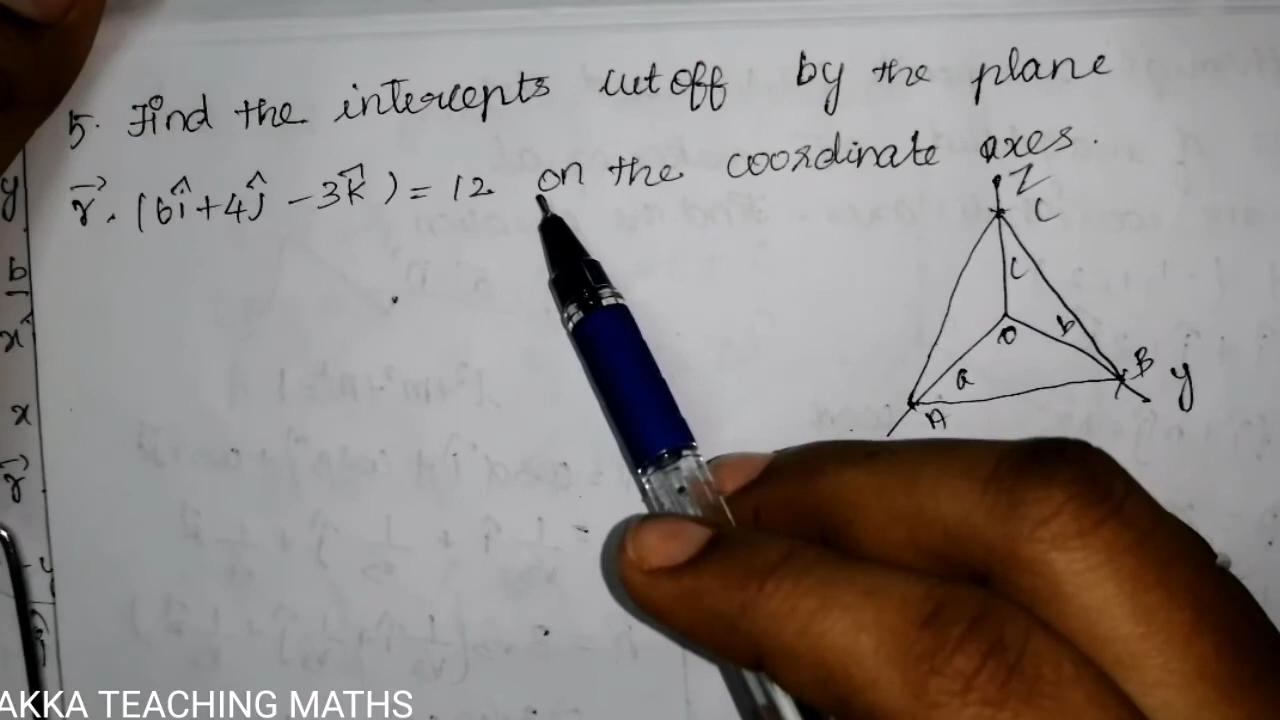 5. Find the intercepts cut off by the plane
r⃗. (6î+4ĵ - 3k̂) = 12 on the coordinate axes.
Z
C
c
O
b
a
B
y
A
y
b
x
x
AKKA TEACHING MATHS